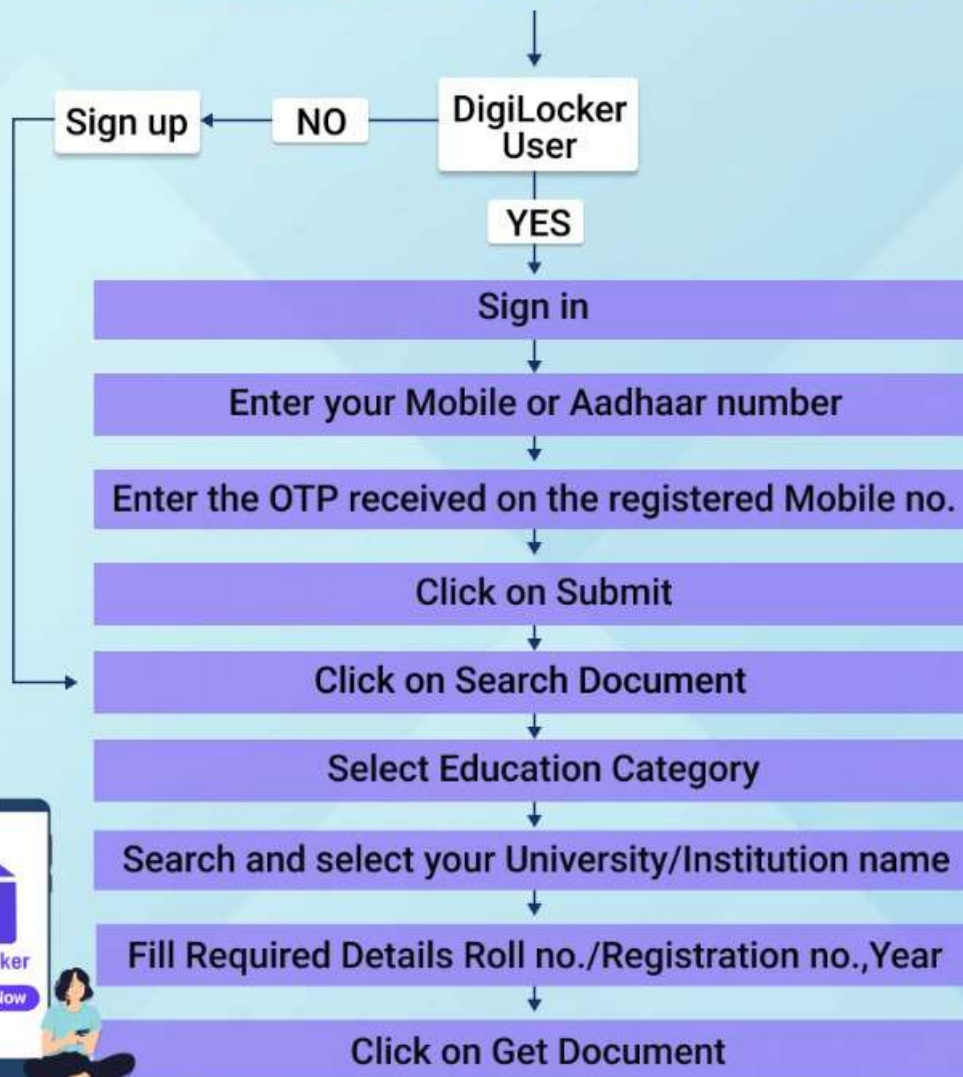 DigiLocker
User
Sign up
NO
YES
Sign in
Enter your Mobile or Aadhaar number
Enter the OTP received on the registered Mobile no.
Click on Submit
Click on Search Document
Select Education Category
Search and select your University/Institution name
Fill Required Details Roll no./Registration no.,Year
Click on Get Document